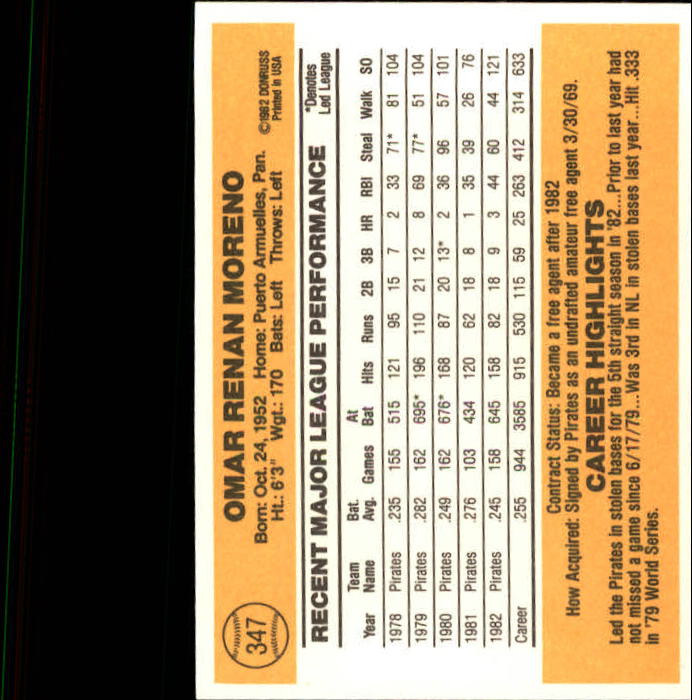 347
OMAR RENAN MORENO
Born: Oct. 24, 1952 Home: Puerto Armuelles, Pan.
Ht.: 6'3" Wgt.: 170 Bats: Left Throws: Left
©1982 DONRUSS
Printed in USA
RECENT MAJOR LEAGUE PERFORMANCE
*Denotes
Led League
Year Team Name Bat. Avg. Games At Bat Hits Runs 2B 3B HR RBI Steal Walk SO
1978 Pirates .235 155 515 121 95 15 7 2 33 71* 81 104
1979 Pirates .282 162 695* 196 110 21 12 8 69 77* 51 104
1980 Pirates .249 162 676* 168 87 20 13* 2 36 96 57 101
1981 Pirates .276 103 434 120 62 18 8 1 35 39 26 76
1982 Pirates .245 158 645 158 82 18 9 3 44 60 44 121
Career .255 944 3585 915 530 115 59 25 263 412 314 633
Contract Status: Became a free agent after 1982
How Acquired: Signed by Pirates as an undrafted amateur free agent 3/30/69.
CAREER HIGHLIGHTS
Led the Pirates in stolen bases for the 5th straight season in '82...Prior to last year had
not missed a game since 6/17/79...Was 3rd in NL in stolen bases last year...Hit .333
in '79 World Series.